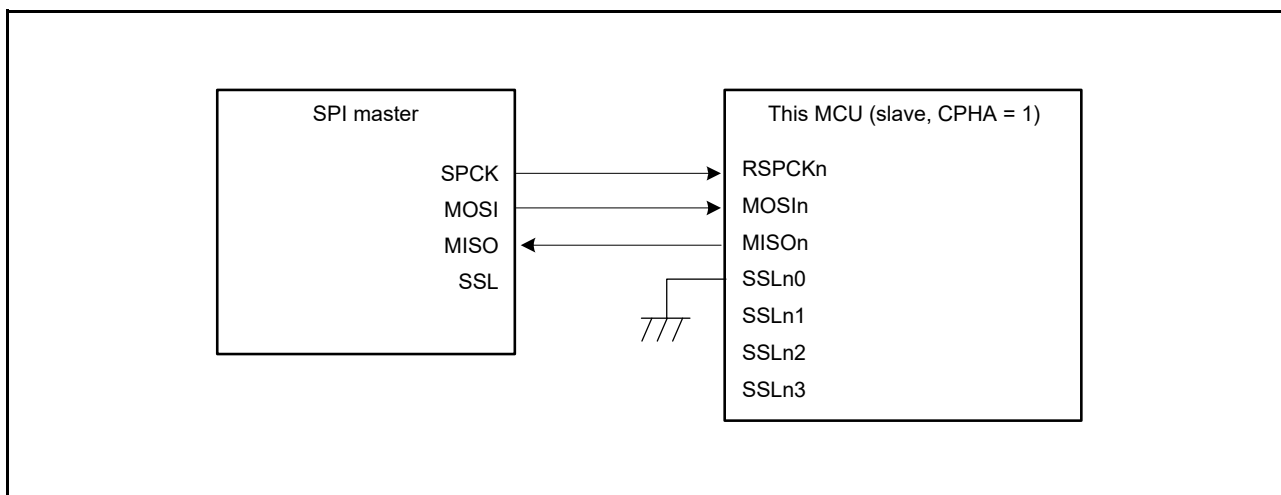 SPI master
SPCK
MOSI
MISO
SSL
This MCU (slave, CPHA = 1)
RSPCKn
MOSIn
MISOn
SSLn0
SSLn1
SSLn2
SSLn3